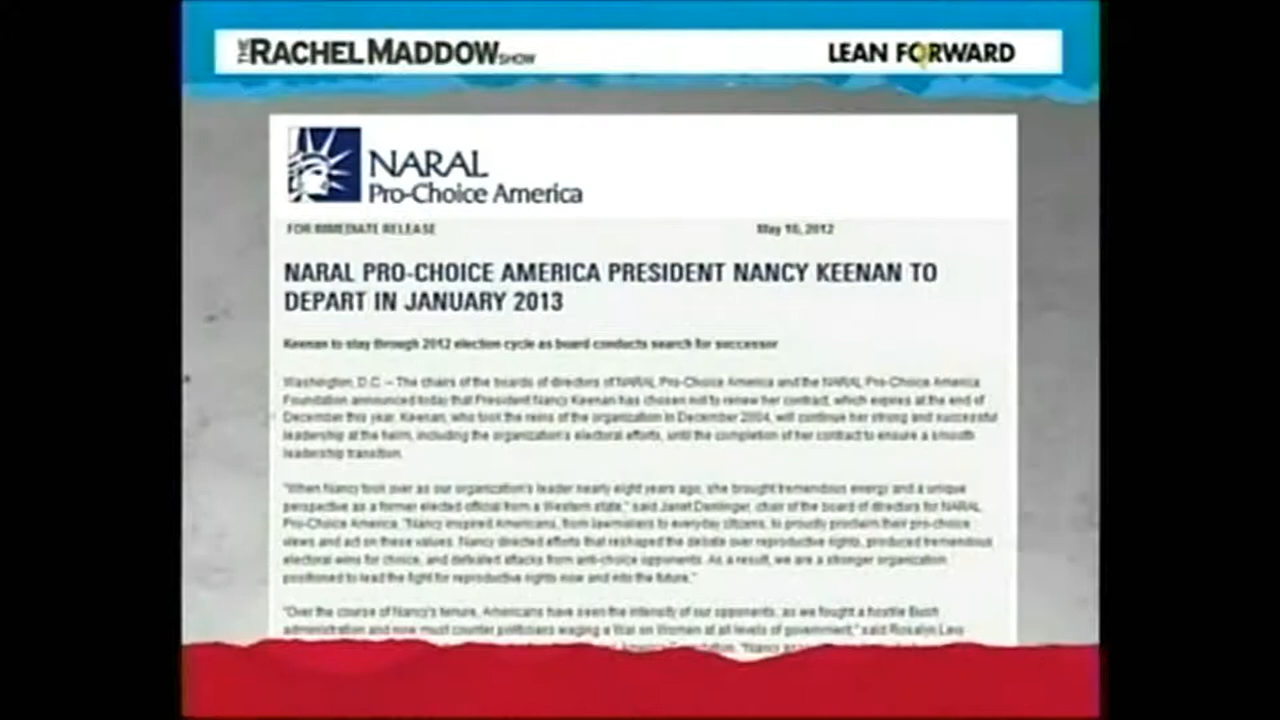 THE RACHEL MADDOW SHOW
LEAN FORWARD
NARAL
Pro-Choice America
FOR IMMEDIATE RELEASE
May 10, 2012
NARAL PRO-CHOICE AMERICA PRESIDENT NANCY KEENAN TO
DEPART IN JANUARY 2013
Keenan to stay through 2012 election cycle as board conducts search for successor
Washington, D.C. – The chairs of the boards of directors of NARAL Pro-Choice America and the NARAL Pro-Choice America
Foundation announced today that President Nancy Keenan has chosen not to renew her contract, which expires at the end of
December this year. Keenan, who took the reins of the organization in December 2004, will continue her strong and successful
leadership at the helm, including the organization's electoral efforts, until the completion of her contract to ensure a smooth
leadership transition.
"When Nancy took over as our organization's leader nearly eight years ago, she brought tremendous energy and a unique
perspective as a former elected official from a Western state," said Janet Denlinger, chair of the board of directors for NARAL
Pro-Choice America. "Nancy inspired Americans, from lawmakers to everyday citizens, to proudly proclaim their pro-choice
views and act on these values. Nancy directed efforts that reshaped the debate over reproductive rights, produced tremendous
electoral wins for choice, and defeated attacks from anti-choice opponents. As a result, we are a stronger organization
positioned to lead the fight for reproductive rights now and into the future."
"Over the course of Nancy's tenure, Americans have seen the intensity of our opponents, as we fought a hostile Bush
administration and now must counter politicians waging a War on Women at all levels of government," said Rosalyn Levy